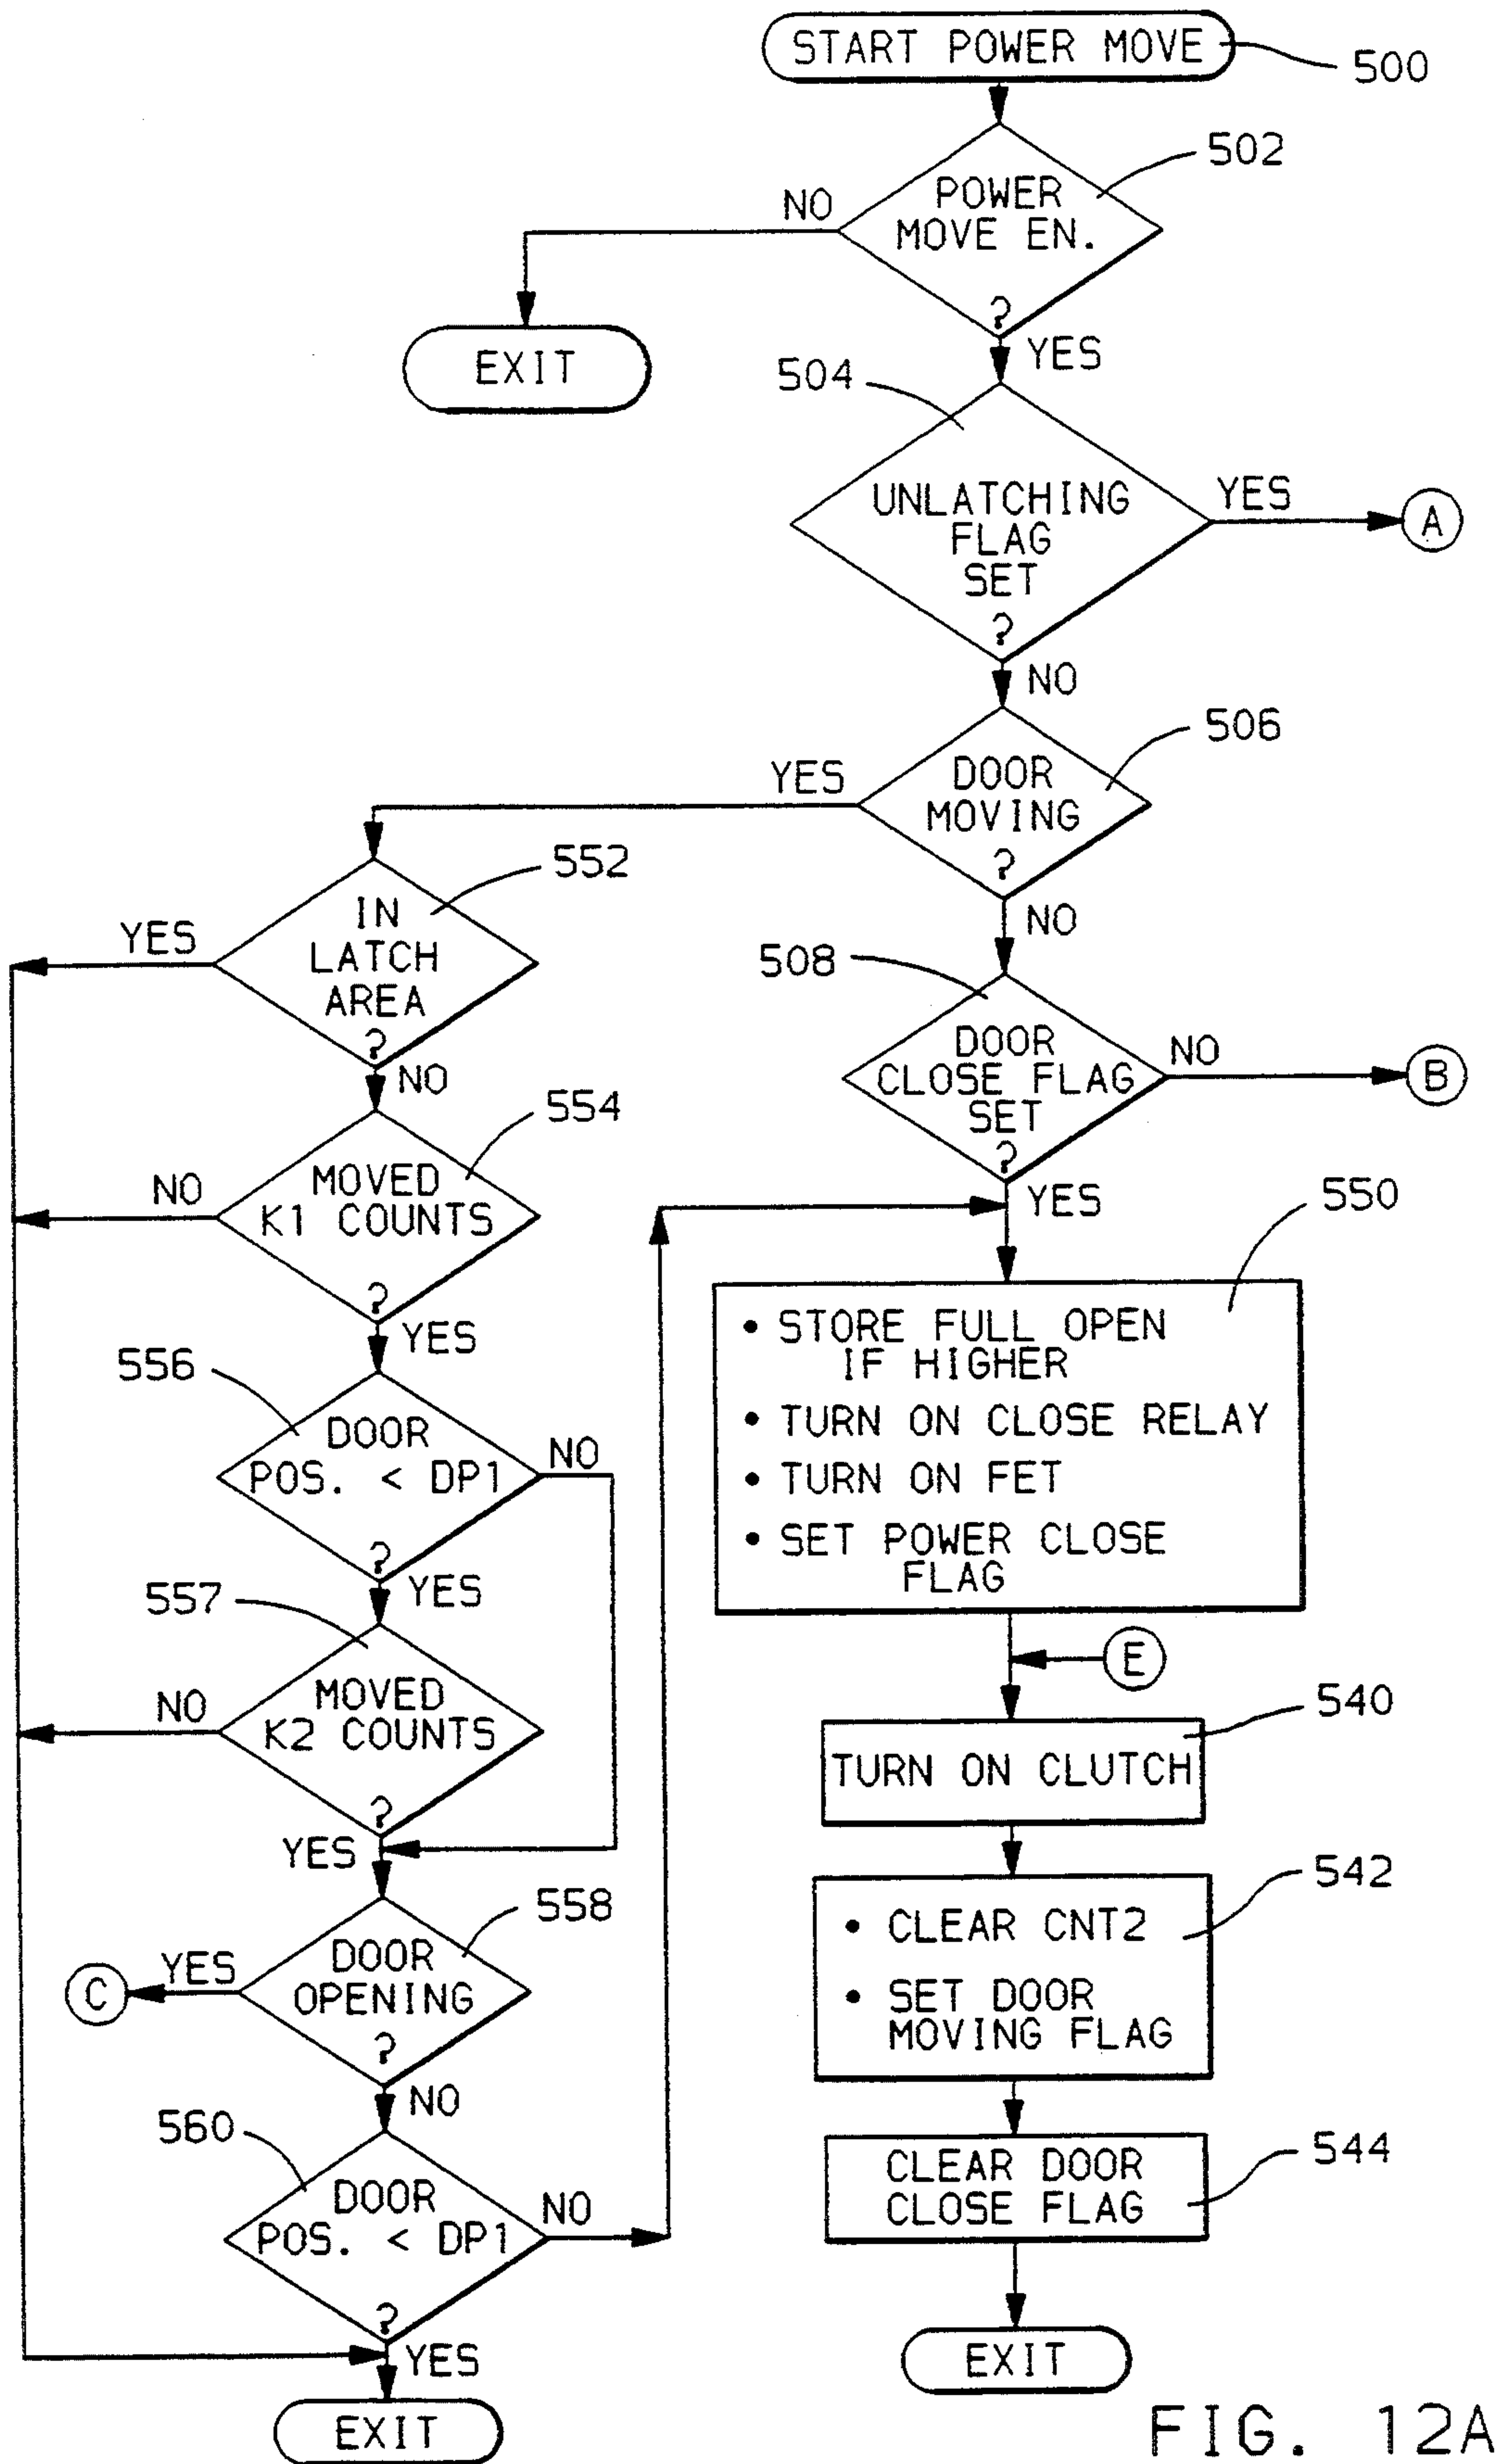 START POWER MOVE
500
502
POWER
MOVE EN.
?
NO
YES
EXIT
504
UNLATCHING
FLAG
SET
?
YES
A
NO
506
DOOR
MOVING
?
YES
NO
552
IN
LATCH
AREA
?
YES
NO
508
DOOR
CLOSE FLAG
SET
?
NO
B
YES
554
MOVED
K1 COUNTS
?
NO
YES
550
• STORE FULL OPEN
IF HIGHER
• TURN ON CLOSE RELAY
• TURN ON FET
• SET POWER CLOSE
FLAG
556
DOOR
POS. < DP1
?
NO
YES
557
MOVED
K2 COUNTS
?
NO
YES
E
540
TURN ON CLUTCH
558
DOOR
OPENING
?
YES
C
NO
542
• CLEAR CNT2
• SET DOOR
MOVING FLAG
560
DOOR
POS. < DP1
?
NO
YES
EXIT
544
CLEAR DOOR
CLOSE FLAG
EXIT
FIG. 12A